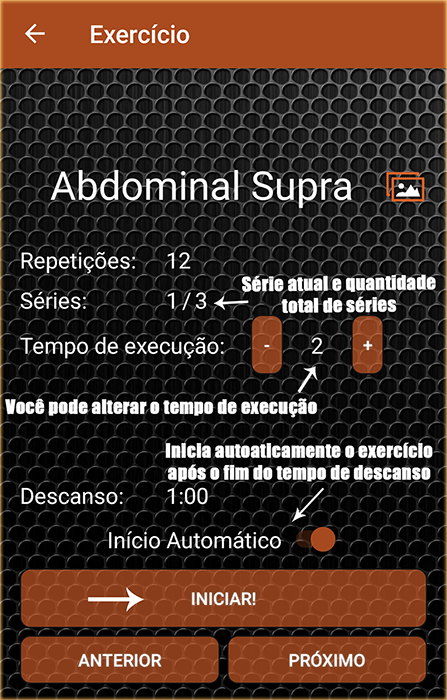 Exercício
Abdominal Supra
Repetições: 12
Série atual e quantidade
total de séries
Séries: 1 / 3
Tempo de execução: - 2 +
Você pode alterar o tempo de execução
Inicia autoaticamente o exercício
após o fim do tempo de descanso
Descanso: 1:00
Início Automático
INICIAR!
ANTERIOR PRÓXIMO